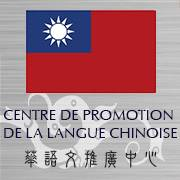 CENTRE DE PROMOTION
DE LA LANGUE CHINOISE
華語文推廣中心